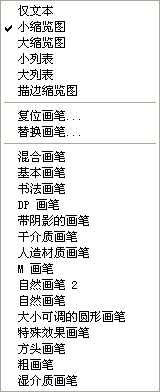 仅文本
小缩览图
大缩览图
小列表
大列表
描边缩览图
复位画笔...
替换画笔...
混合画笔
基本画笔
书法画笔
DP 画笔
带阴影的画笔
干介质画笔
人造材质画笔
M 画笔
自然画笔 2
自然画笔
大小可调的圆形画笔
特殊效果画笔
方头画笔
粗画笔
湿介质画笔